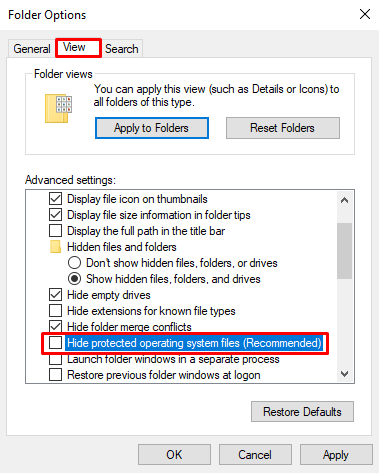 Folder Options
General
View
Search
Folder views
You can apply this view (such as Details or Icons) to
all folders of this type.
Apply to Folders
Reset Folders
Advanced settings:
Display file icon on thumbnails
Display file size information in folder tips
Display the full path in the title bar
Hidden files and folders
Don't show hidden files, folders, or drives
Show hidden files, folders, and drives
Hide empty drives
Hide extensions for known file types
Hide folder merge conflicts
Hide protected operating system files (Recommended)
Launch folder windows in a separate process
Restore previous folder windows at logon
Restore Defaults
OK
Cancel
Apply